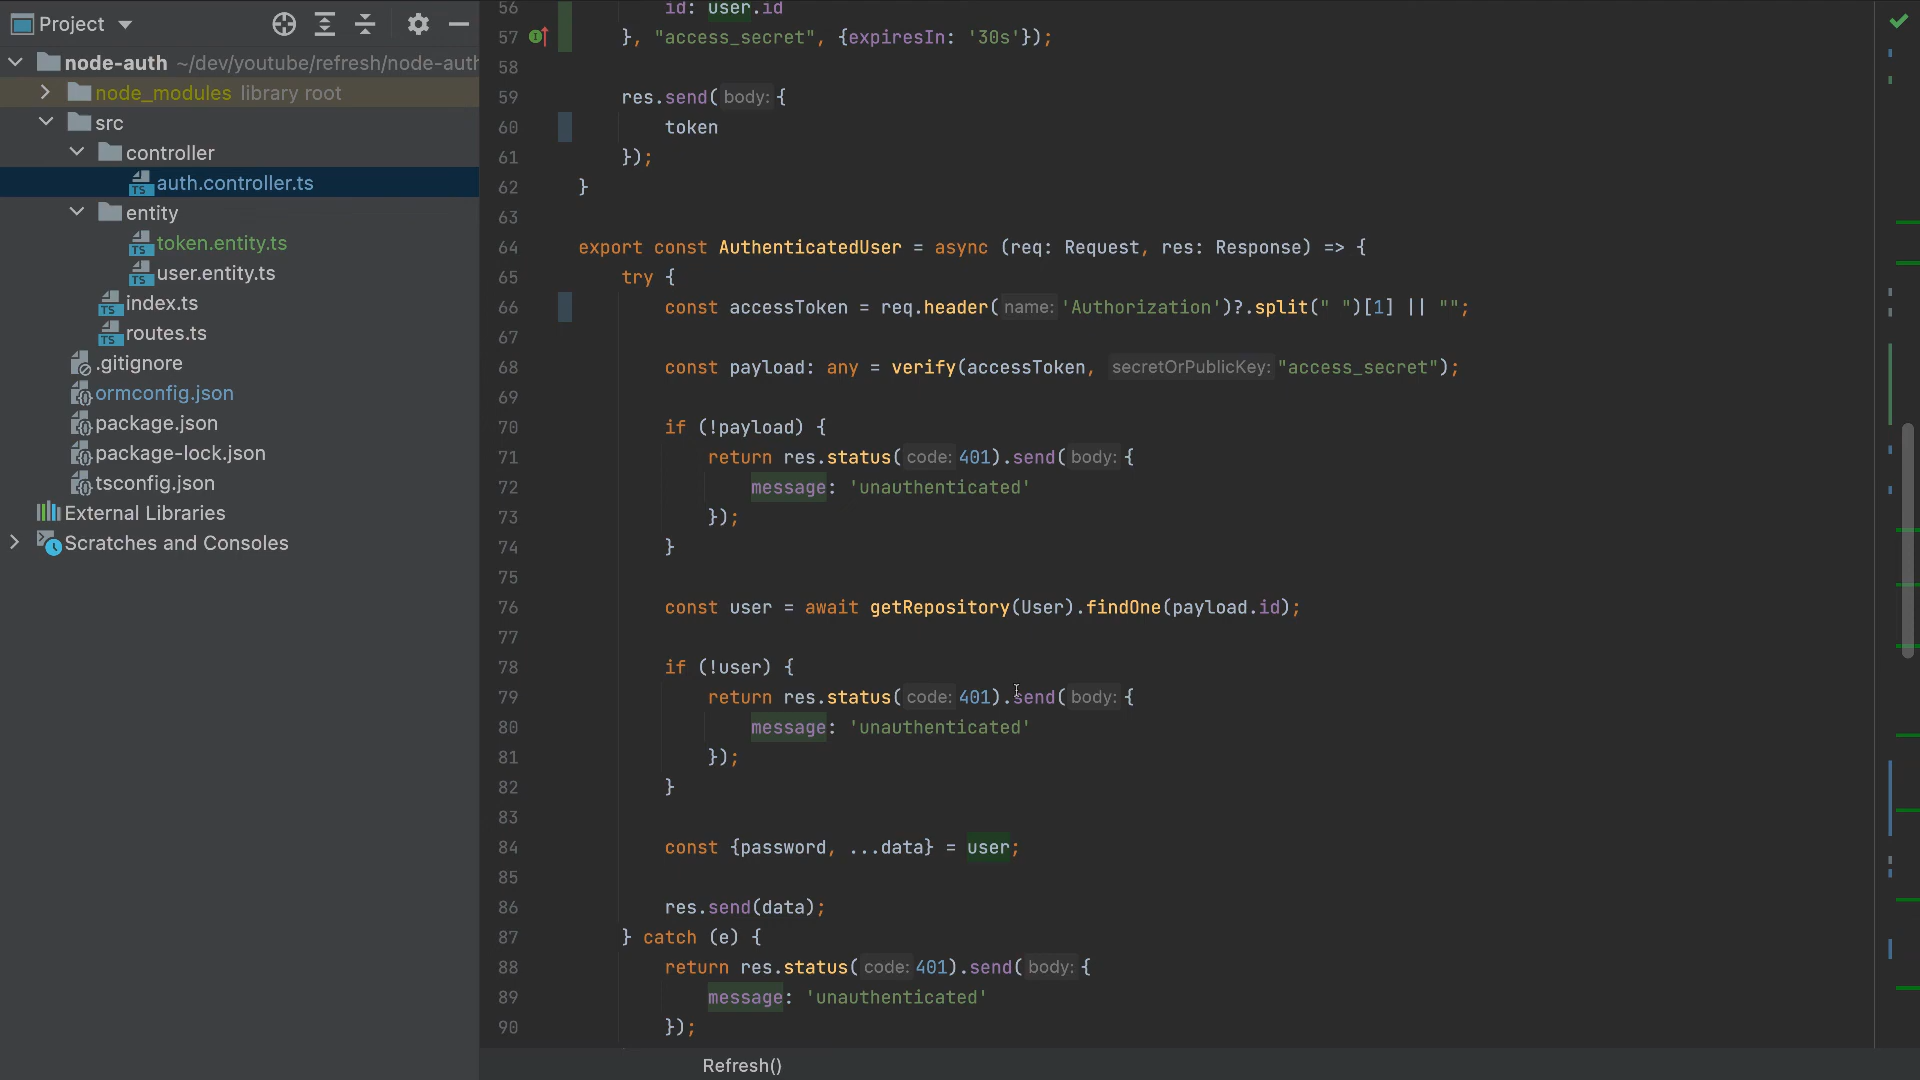 Project
node-auth ~/dev/youtube/refresh/node-auth
node_modules library root
src
controller
auth.controller.ts
entity
token.entity.ts
user.entity.ts
index.ts
routes.ts
.gitignore
ormconfig.json
package.json
package-lock.json
tsconfig.json
External Libraries
Scratches and Consoles
56 id: user.id
57 }, "access_secret", {expiresIn: '30s'});
58
59 res.send( body: {
60 token
61 });
62 }
63
64 export const AuthenticatedUser = async (req: Request, res: Response) => {
65 try {
66 const accessToken = req.header( name: 'Authorization')?.split(" ")[1] || "";
67
68 const payload: any = verify(accessToken, secretOrPublicKey: "access_secret");
69
70 if (!payload) {
71 return res.status( code: 401).send( body: {
72 message: 'unauthenticated'
73 });
74 }
75
76 const user = await getRepository(User).findOne(payload.id);
77
78 if (!user) {
79 return res.status( code: 401).send( body: {
80 message: 'unauthenticated'
81 });
82 }
83
84 const {password, ...data} = user;
85
86 res.send(data);
87 } catch (e) {
88 return res.status( code: 401).send( body: {
89 message: 'unauthenticated'
90 });
Refresh()